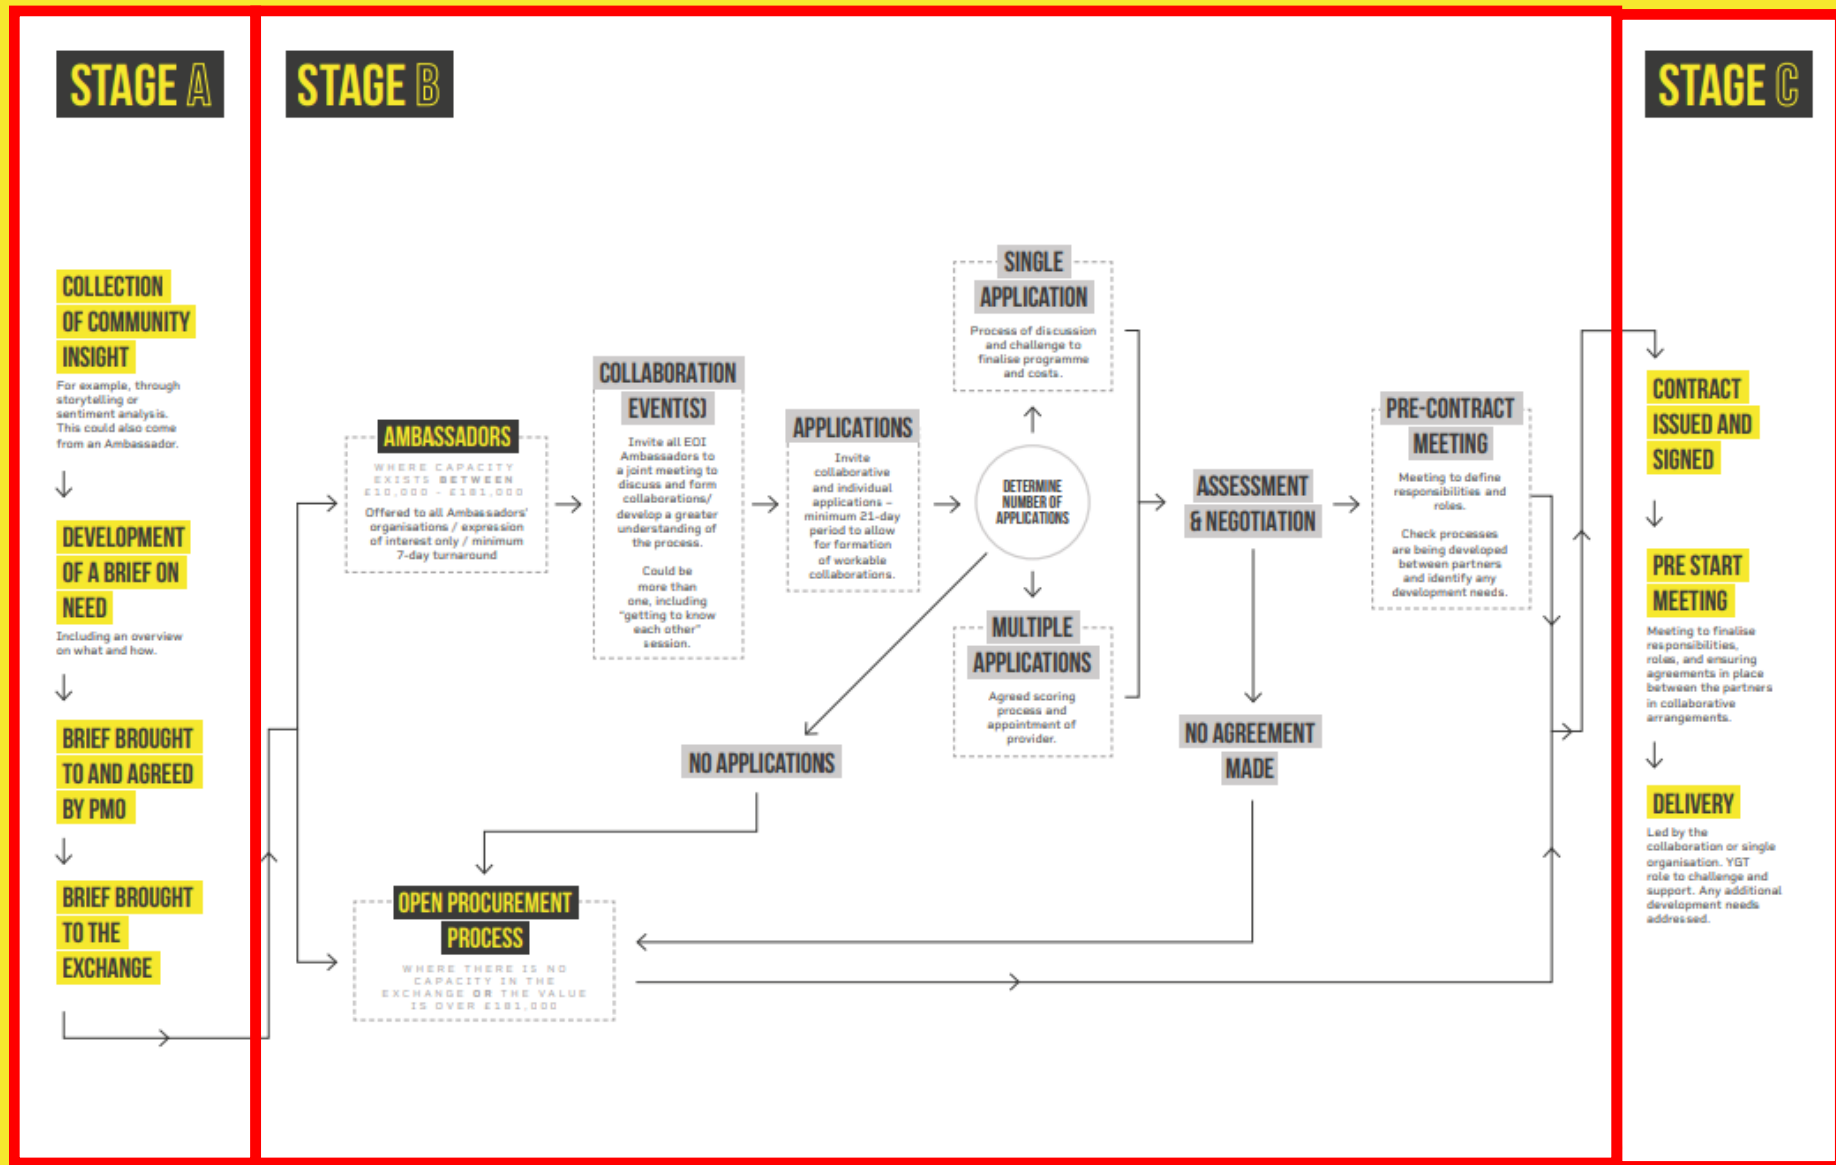 STAGE A
COLLECTION
OF COMMUNITY
INSIGHT
For example, through
storytelling or
sentiment analysis.
This could also come
from an Ambassador.
DEVELOPMENT
OF A BRIEF ON
NEED
Including an overview
on what and how.
BRIEF BROUGHT
TO AND AGREED
BY PMO
BRIEF BROUGHT
TO THE
EXCHANGE
STAGE B
AMBASSADORS
WHERE CAPACITY
EXISTS BETWEEN
£10,000 - £181,000
Offered to all Ambassadors'
organisations / expression
of interest only / minimum
7-day turnaround
COLLABORATION
EVENT(S)
Invite all EOI
Ambassadors to
a joint meeting to
discuss and form
collaborations/
develop a greater
understanding of
the process.
Could be
more than
one, including
"getting to know
each other"
session.
APPLICATIONS
Invite
collaborative
and individual
applications –
minimum 21-day
period to allow
for formation
of workable
collaborations.
DETERMINE
NUMBER OF
APPLICATIONS
SINGLE
APPLICATION
Process of discussion
and challenge to
finalise programme
and costs.
MULTIPLE
APPLICATIONS
Agreed scoring
process and
appointment of
provider.
NO APPLICATIONS
ASSESSMENT
& NEGOTIATION
NO AGREEMENT
MADE
PRE-CONTRACT
MEETING
Meeting to define
responsibilities and
roles.
Check processes
are being developed
between partners
and identify any
development needs.
OPEN PROCUREMENT
PROCESS
WHERE THERE IS NO
CAPACITY IN THE
EXCHANGE OR THE VALUE
IS OVER £181,000
STAGE C
CONTRACT
ISSUED AND
SIGNED
PRE START
MEETING
Meeting to finalise
responsibilities,
roles, and ensuring
agreements in place
between the partners
in collaborative
arrangements.
DELIVERY
Led by the
collaboration or single
organisation. YGT
role to challenge and
support. Any additional
development needs
addressed.